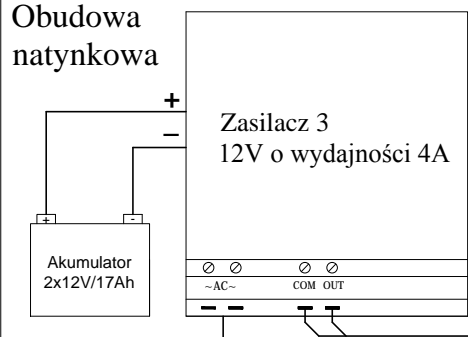 Obudowa
natynkowa
+
–
Zasilacz 3
12V o wydajności 4A
+ -
Akumulator
2x12V/17Ah
~AC~ COM OUT